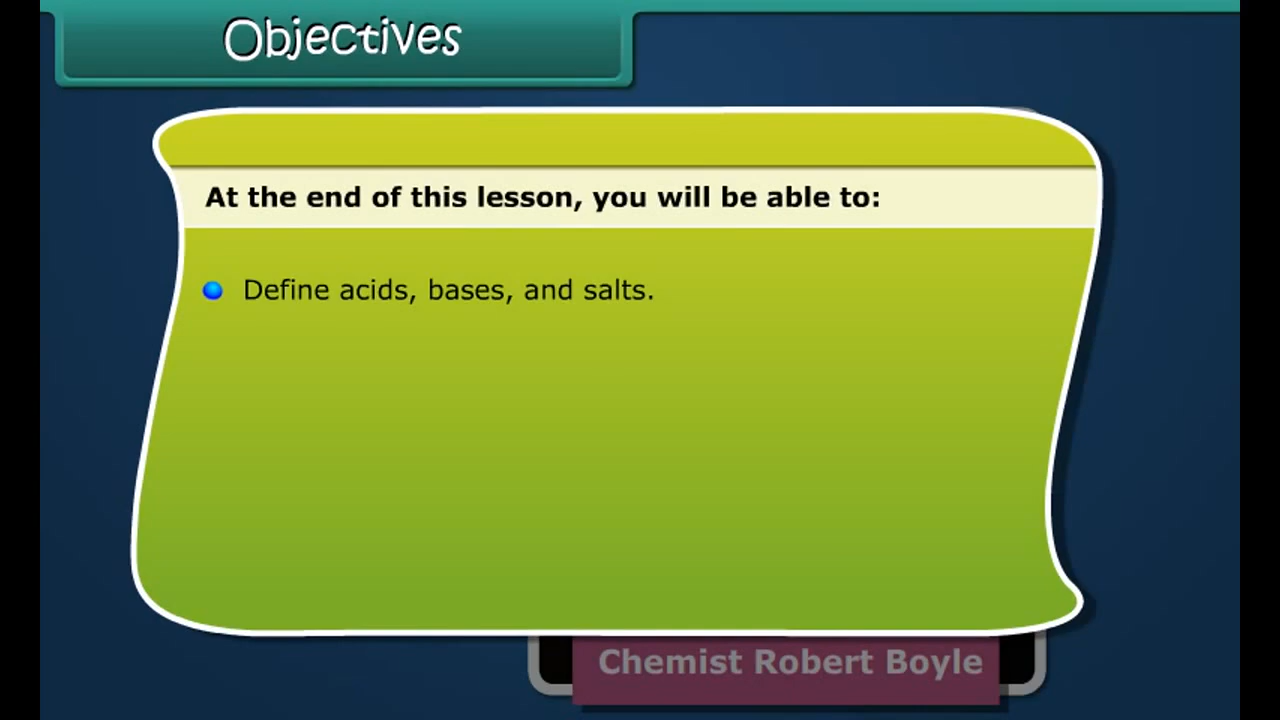 Objectives
At the end of this lesson, you will be able to:
Define acids, bases, and salts.
Chemist Robert Boyle